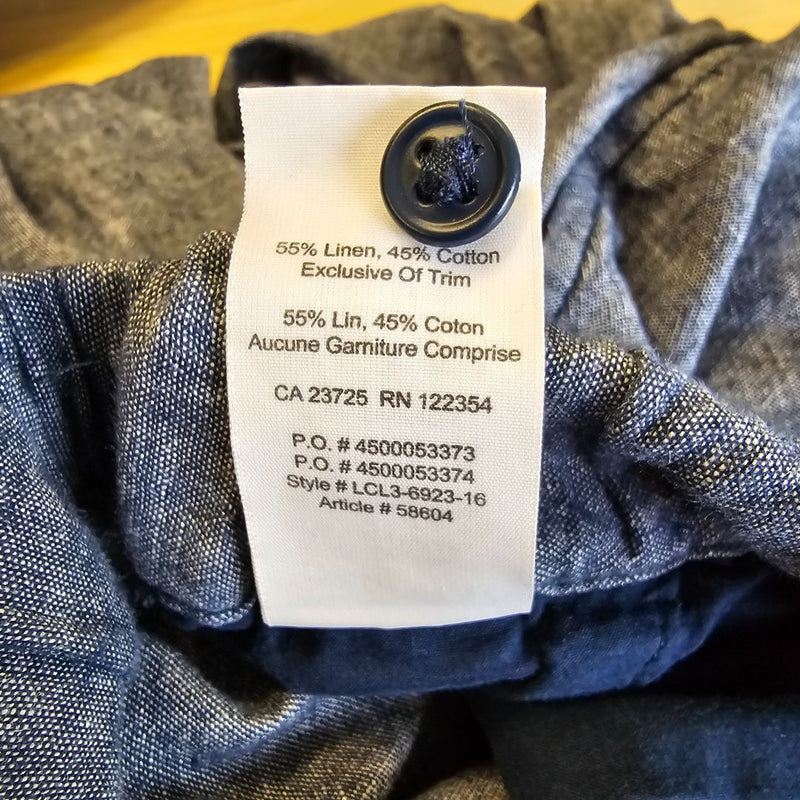 55% Linen, 45% Cotton
Exclusive Of Trim
55% Lin, 45% Coton
Aucune Garniture Comprise
CA 23725 RN 122354
P.O. # 4500053373
P.O. # 4500053374
Style # LCL3-6923-16
Article # 58604